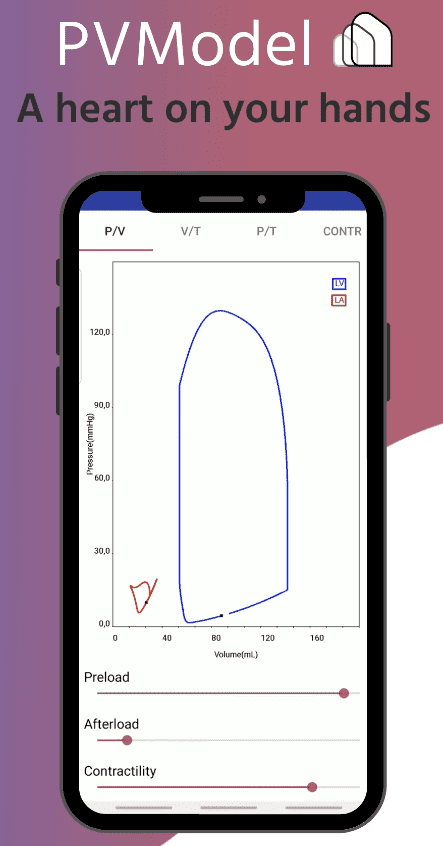 PVModel
A heart on your hands
P/V V/T P/T CONTR
LV
LA
120,0
90,0
60,0
30,0
0,0
Pressure(mmHg)
0 40 80 120 160
Volume(mL)
Preload
Afterload
Contractility